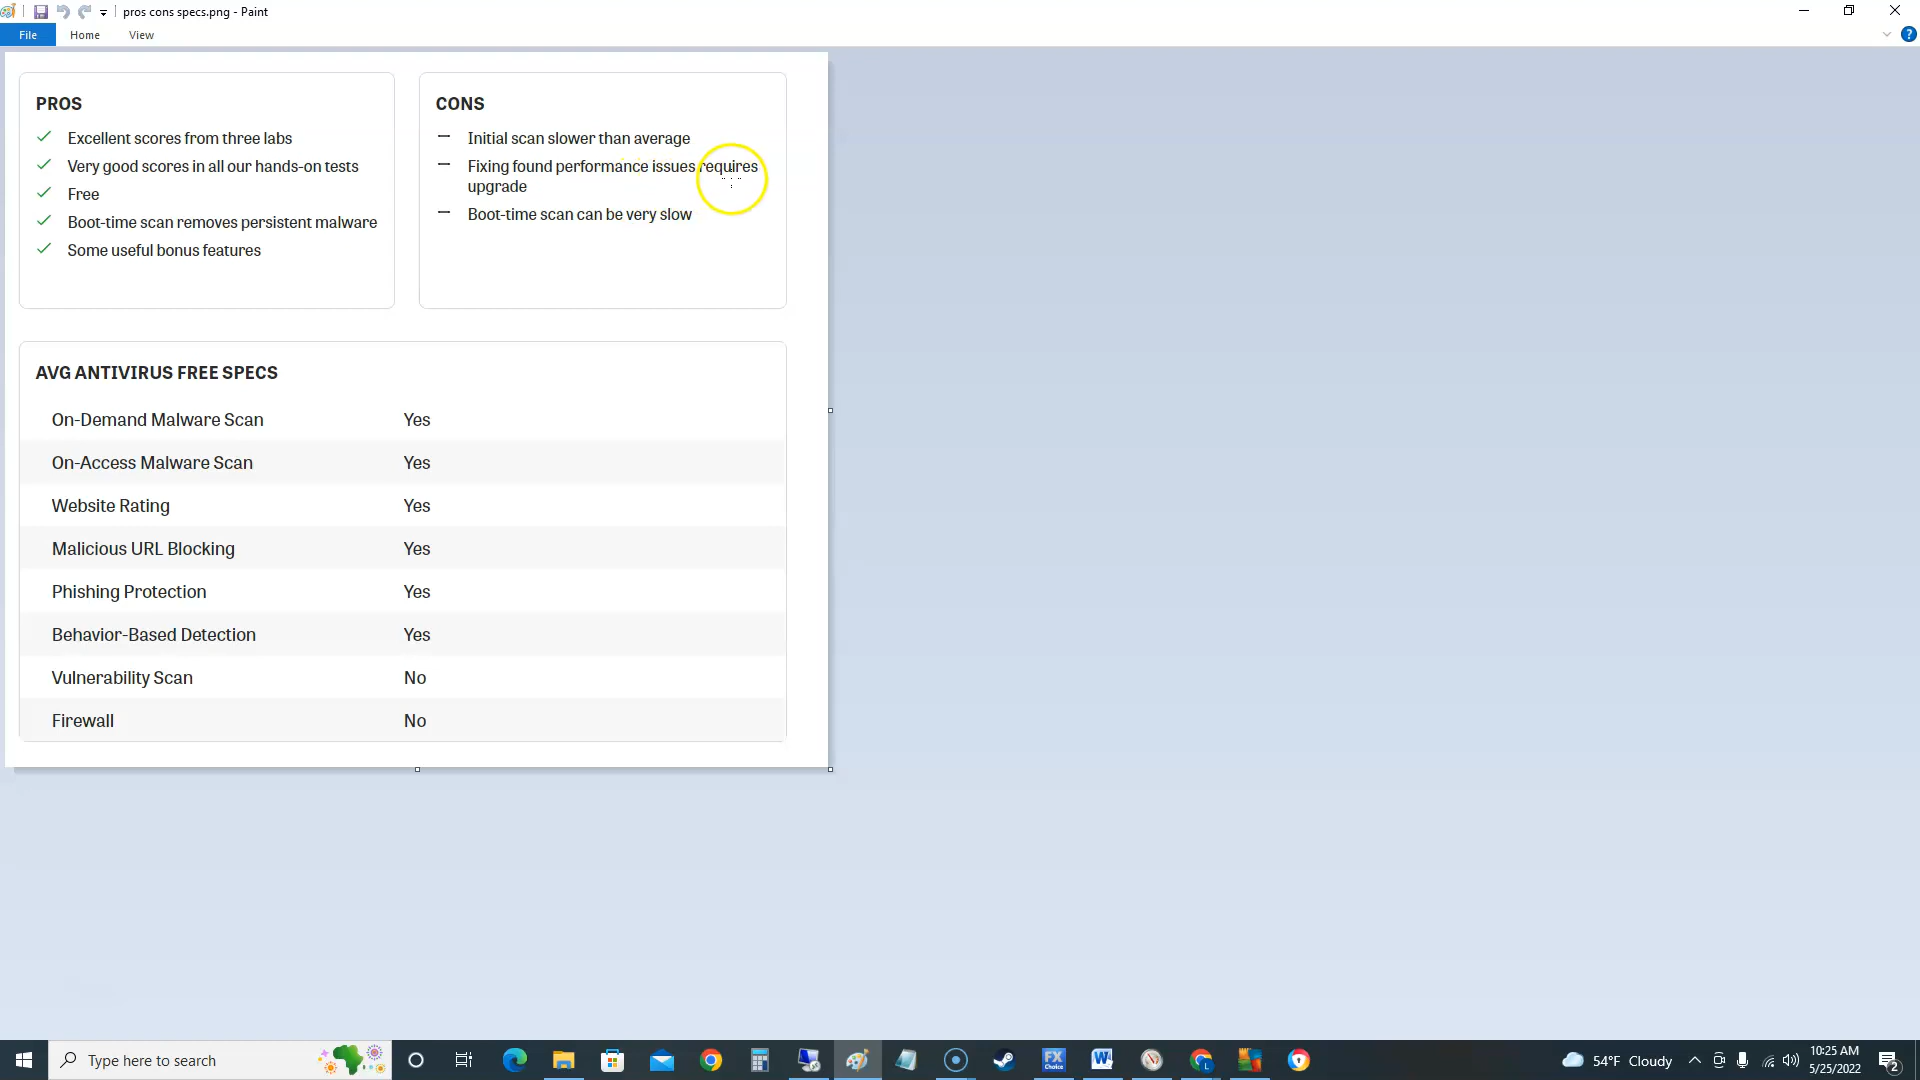 pros cons specs.png - Paint
File Home View
PROS
Excellent scores from three labs
Very good scores in all our hands-on tests
Free
Boot-time scan removes persistent malware
Some useful bonus features
CONS
Initial scan slower than average
Fixing found performance issues requires
upgrade
Boot-time scan can be very slow
AVG ANTIVIRUS FREE SPECS
On-Demand Malware Scan Yes
On-Access Malware Scan Yes
Website Rating Yes
Malicious URL Blocking Yes
Phishing Protection Yes
Behavior-Based Detection Yes
Vulnerability Scan No
Firewall No
Type here to search
FX
Choice
W
L
54°F Cloudy
10:25 AM
5/25/2022
2
?